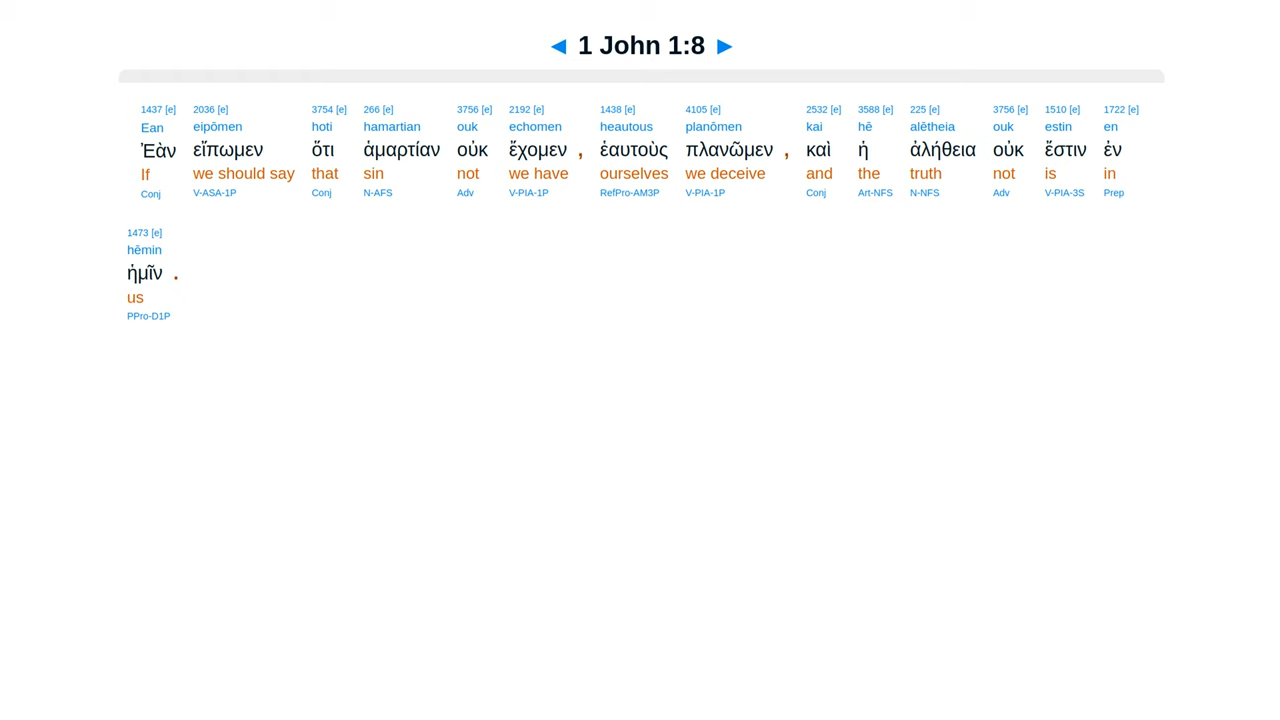 ◄ 1 John 1:8 ►
1437 [e] 2036 [e] 3754 [e] 266 [e] 3756 [e] 2192 [e] 1438 [e] 4105 [e] 2532 [e] 3588 [e] 225 [e] 3756 [e] 1510 [e] 1722 [e]
Ean eipōmen hoti hamartian ouk echomen heautous planōmen kai hē alētheia ouk estin en
Ἐὰν εἴπωμεν ὅτι ἁμαρτίαν οὐκ ἔχομεν , ἑαυτοὺς πλανῶμεν , καὶ ἡ ἀλήθεια οὐκ ἔστιν ἐν
If we should say that sin not we have ourselves we deceive and the truth not is in
Conj V-ASA-1P Conj N-AFS Adv V-PIA-1P RefPro-AM3P V-PIA-1P Conj Art-NFS N-NFS Adv V-PIA-3S Prep
1473 [e]
hēmin
ἡμῖν .
us
PPro-D1P